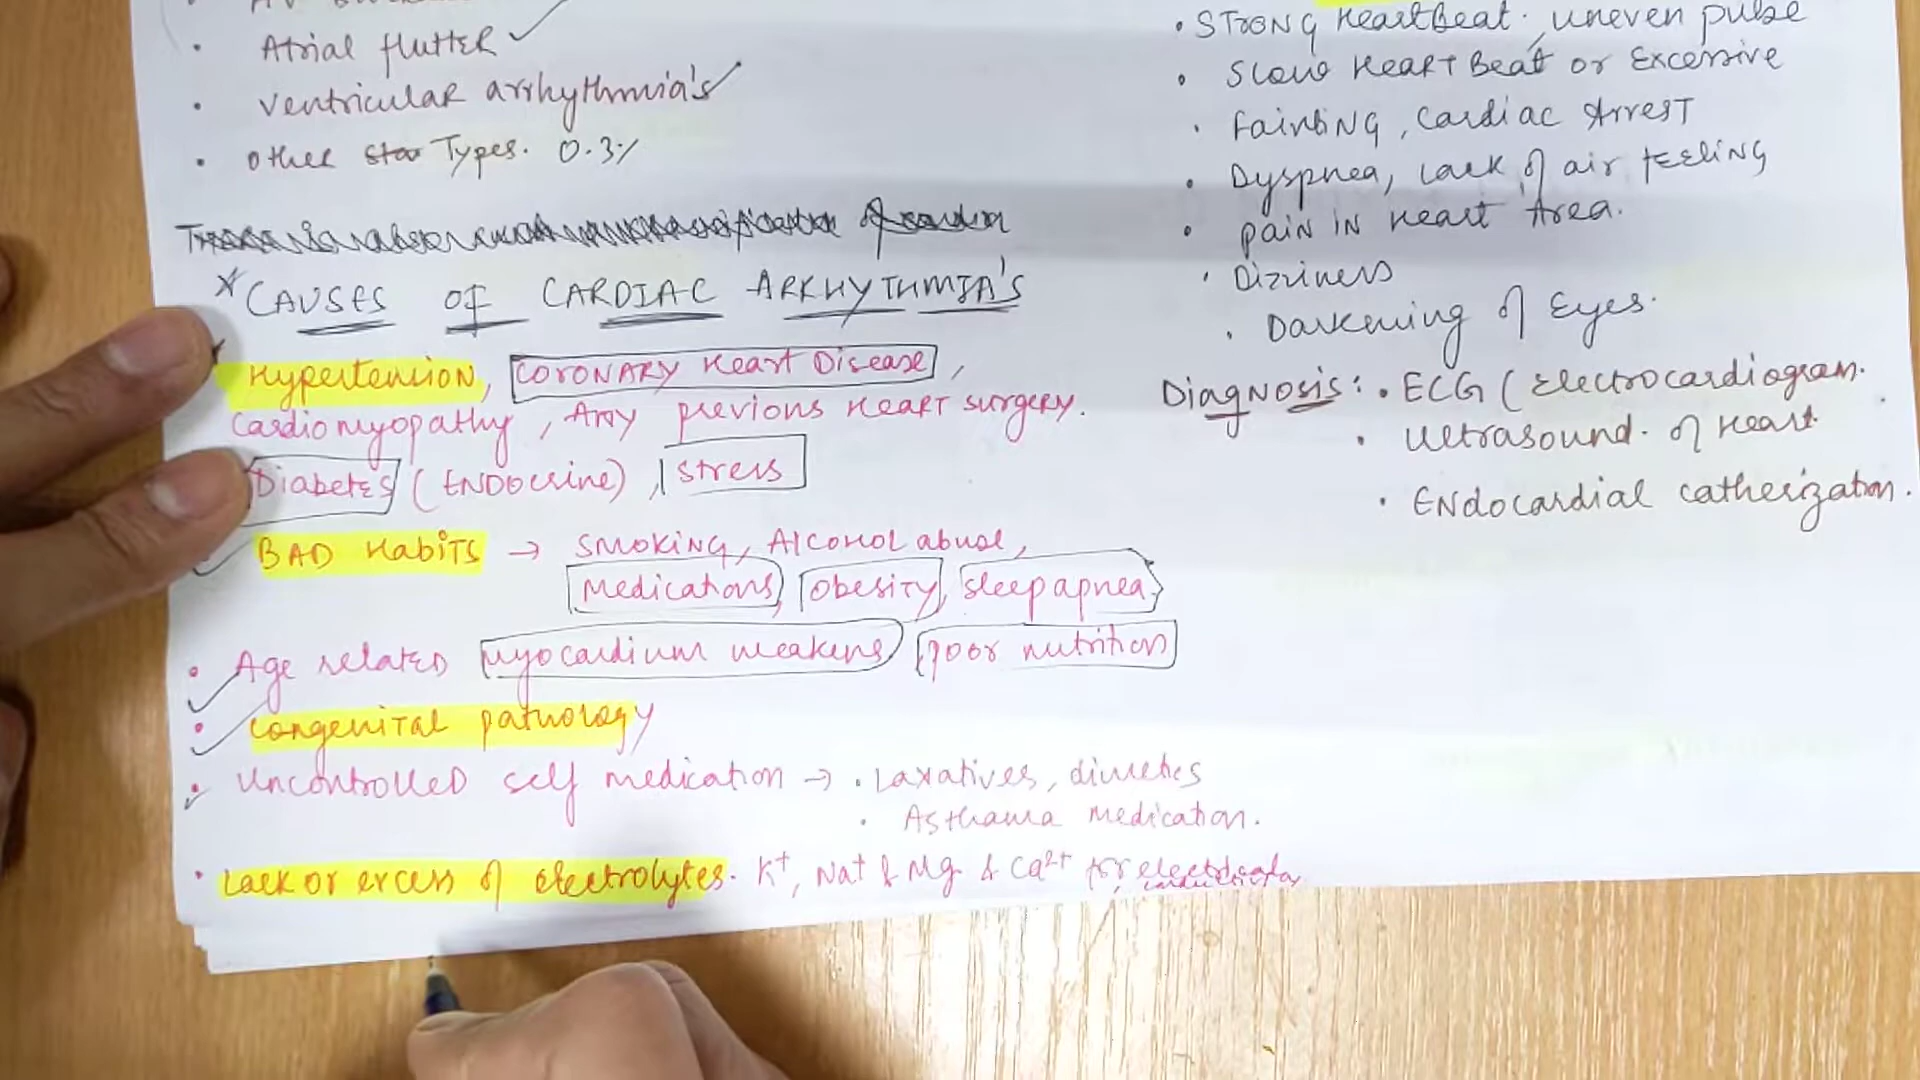 • Atrial flutter
• ventricular arrhythmia's
• other Types. 0.3%
* CAUSES OF CARDIAC ARRHYTHMIA'S
Hypertension, CORONARY Heart Disease,
Cardiomyopathy, Any previous Heart surgery.
Diabetes (ENDOcrine), stress
BAD HabiTS → SMOKING, Alcohol abuse,
Medications, obesity, sleep apnea
• Age related myocardium weakens poor nutrition
• congenital pathology
• uncontrolled self medication → • Laxatives, diuretics
• Asthama medication.
• Lack or excess of electrolytes. K+, Na+ & Mg & Ca2+ for
• STRONG HeartBeat, uneven pulse
• Slow Heart Beat or Excessive
• fainting, Cardiac Arrest
• Dyspnea, lack of air feeling
• pain IN Heart Area.
• Dizziness
• Darkening of Eyes.
Diagnosis: • ECG (Electrocardiogram.
• Ultrasound. of Heart
• ENdocardial catherization.